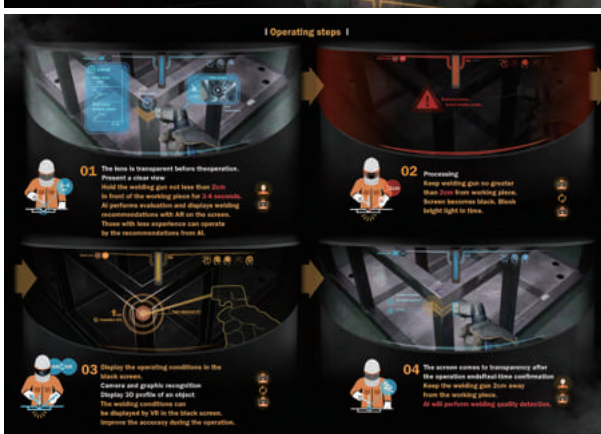 I Operating steps I
01
The lens is transparent before theoperation.
Present a clear view
Hold the welding gun not less than 2cm
in front of the working piece for 3-4 seconds.
AI performs evaluation and displays welding
recommendations with AR on the screen.
Those with less experience can operate
by the recommendations from AI.
02
Processing
Keep welding gun no greater
than 2cm from working piece.
Screen becomes black. Block
bright light in time.
03
Display the operating conditions in the
black screen.
Camera and graphic recognition
Display 3D profile of an object
The welding conditions can
be displayed by VR in the black screen.
Improve the accuracy during the operation.
04
The screen comes to transparency after
the operation endsReal-time confirmation
Keep the welding gun 2cm away
from the working piece.
AI will perform welding quality detection.